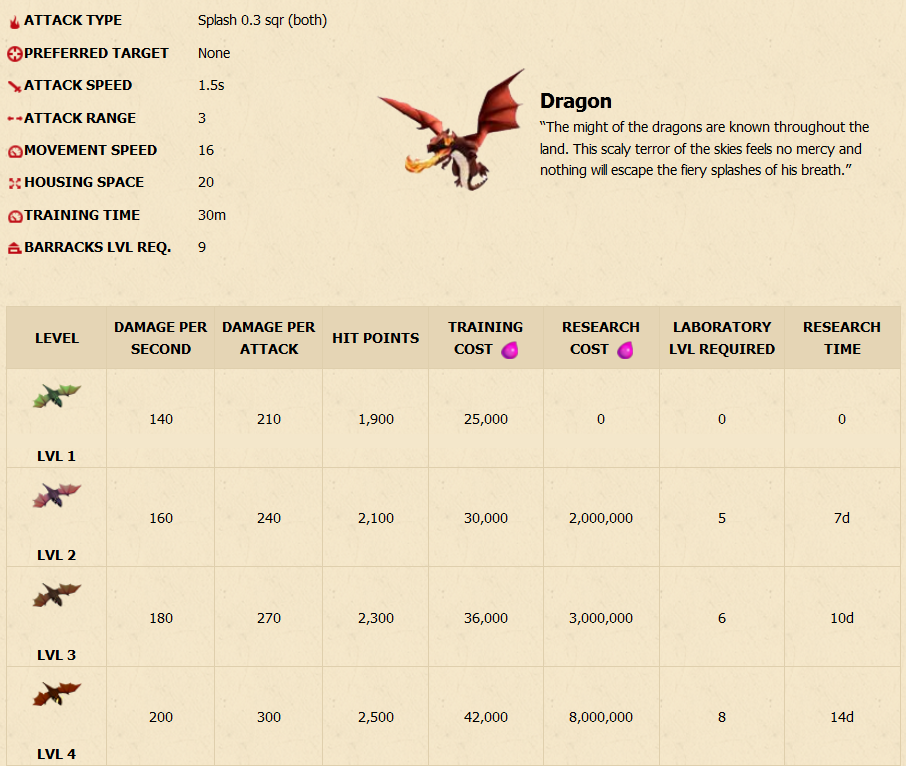 ATTACK TYPE Splash 0.3 sqr (both)
PREFERRED TARGET None
ATTACK SPEED 1.5s
ATTACK RANGE 3
MOVEMENT SPEED 16
HOUSING SPACE 20
TRAINING TIME 30m
BARRACKS LVL REQ. 9
Dragon
“The might of the dragons are known throughout the
land. This scaly terror of the skies feels no mercy and
nothing will escape the fiery splashes of his breath.”
LEVEL DAMAGE PER SECOND DAMAGE PER ATTACK HIT POINTS TRAINING COST RESEARCH COST LABORATORY LVL REQUIRED RESEARCH TIME
LVL 1 140 210 1,900 25,000 0 0 0
LVL 2 160 240 2,100 30,000 2,000,000 5 7d
LVL 3 180 270 2,300 36,000 3,000,000 6 10d
LVL 4 200 300 2,500 42,000 8,000,000 8 14d